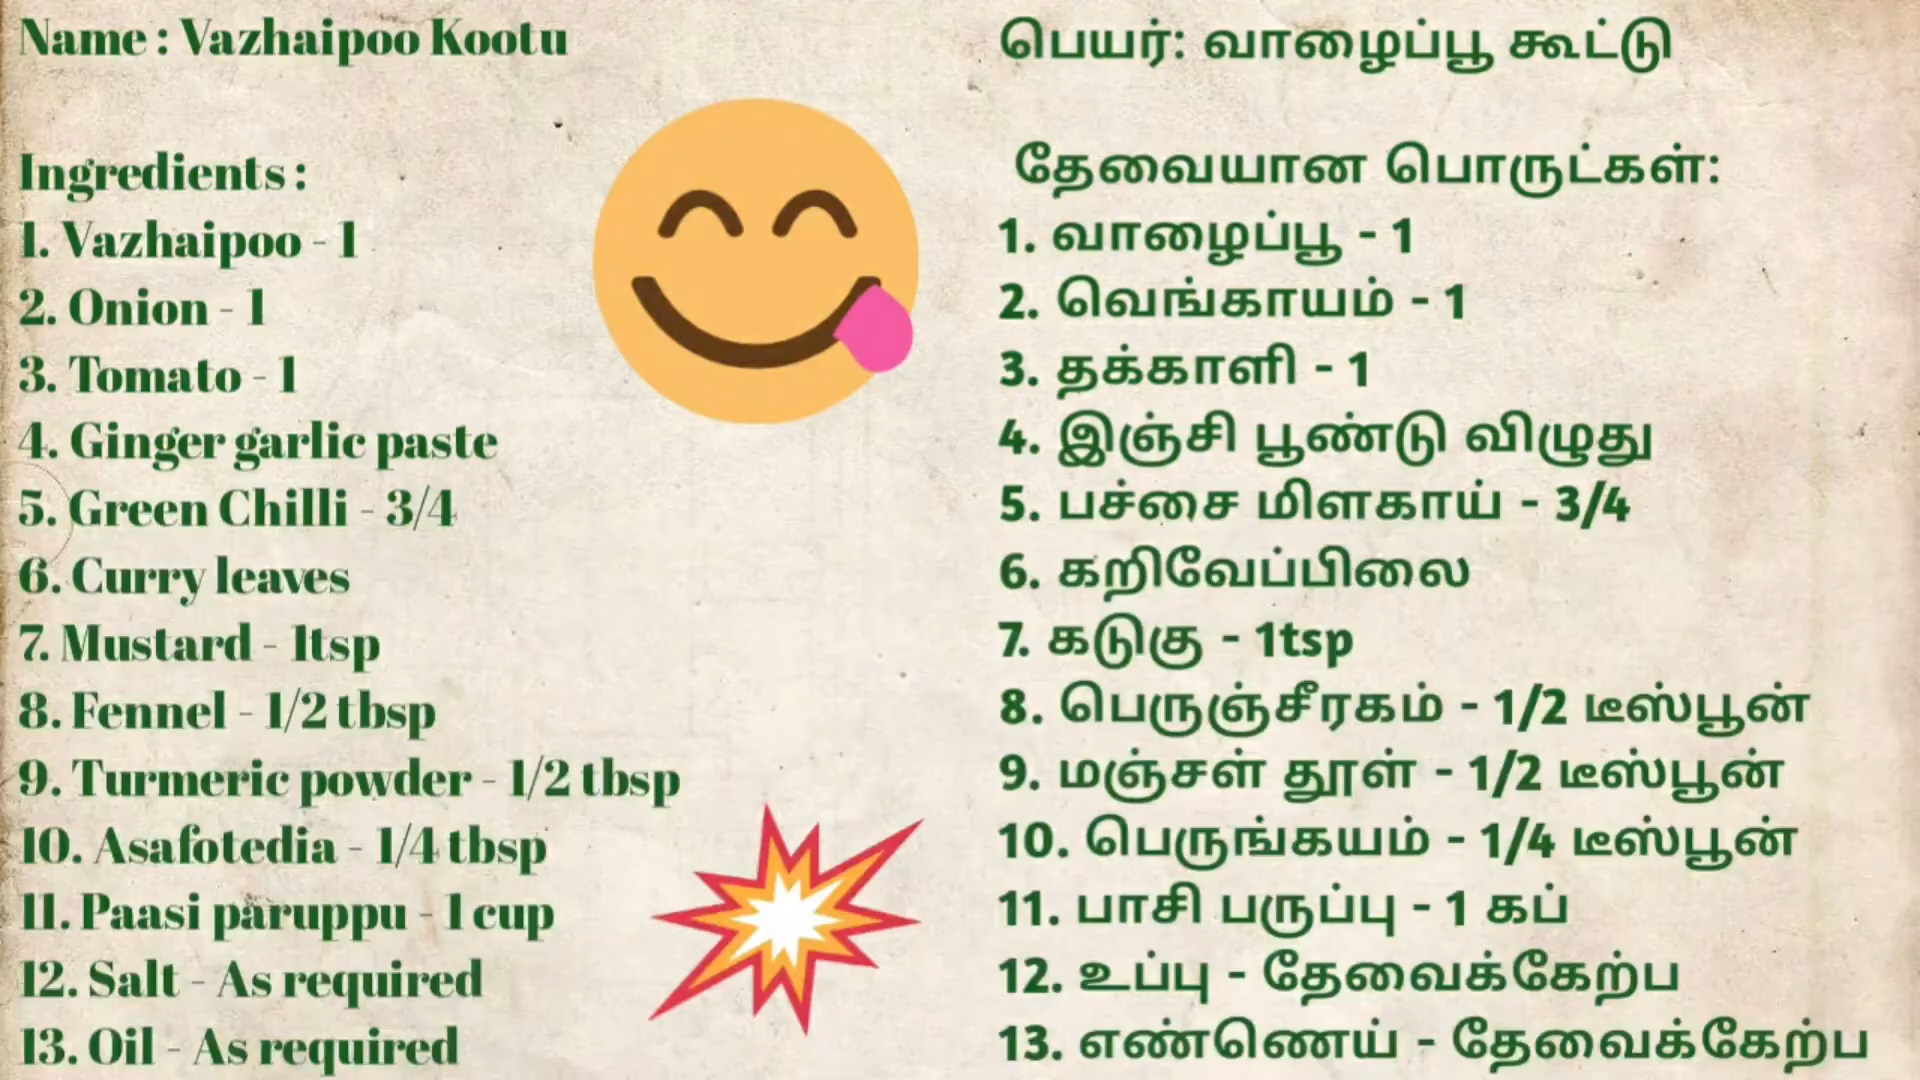 Name : Vazhaipoo Kootu
Ingredients :
1. Vazhaipoo - 1
2. Onion - 1
3. Tomato - 1
4. Ginger garlic paste
5. Green Chilli - 3/4
6. Curry leaves
7. Mustard - 1tsp
8. Fennel - 1/2 tbsp
9. Turmeric powder - 1/2 tbsp
10. Asafotedia - 1/4 tbsp
11. Paasi paruppu - 1 cup
12. Salt - As required
13. Oil - As required
பெயர்: வாழைப்பூ கூட்டு
தேவையான பொருட்கள்:
1. வாழைப்பூ - 1
2. வெங்காயம் - 1
3. தக்காளி - 1
4. இஞ்சி பூண்டு விழுது
5. பச்சை மிளகாய் - 3/4
6. கறிவேப்பிலை
7. கடுகு - 1tsp
8. பெருஞ்சீரகம் - 1/2 டீஸ்பூன்
9. மஞ்சள் தூள் - 1/2 டீஸ்பூன்
10. பெருங்கயம் - 1/4 டீஸ்பூன்
11. பாசி பருப்பு - 1 கப்
12. உப்பு - தேவைக்கேற்ப
13. எண்ணெய் - தேவைக்கேற்ப